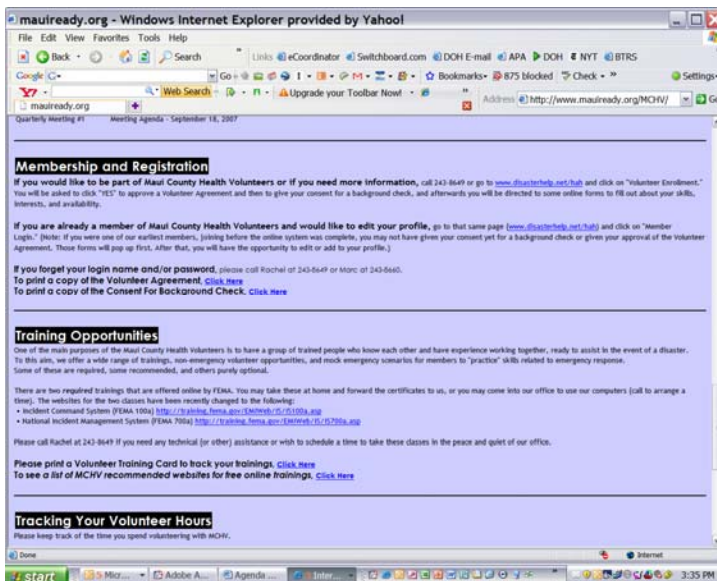 mauiready.org - Windows Internet Explorer provided by Yahoo!
File Edit View Favorites Tools Help
Back Search Links eCoordinator Switchboard.com DOH E-mail APA DOH NYT BTRS
Google Go Bookmarks 875 blocked Check Settings
Web Search Upgrade your Toolbar Now! Address http://www.mauiready.org/MCHV/ Go
mauiready.org
Quarterly Meeting #1 Meeting Agenda - September 18, 2007
Membership and Registration
If you would like to be part of Maui County Health Volunteers or if you need more information, call 243-8649 or go to www.disasterhelp.net/hah and click on "Volunteer Enrollment."
You will be asked to click "YES" to approve a Volunteer Agreement and then to give your consent for a background check, and afterwards you will be directed to some online forms to fill out about your skills,
interests, and availability.
If you are already a member of Maui County Health Volunteers and would like to edit your profile, go to that same page (www.disasterhelp.net/hah) and click on "Member
Login." (Note: If you were one of our earliest members, joining before the online system was complete, you may not have given your consent yet for a background check or given your approval of the Volunteer
Agreement. Those forms will pop up first. After that, you will have the opportunity to edit or add to your profile.)
If you forget your login name and/or password, please call Rachel at 243-8649 or Marc at 243-8660.
To print a copy of the Volunteer Agreement, Click Here
To print a copy of the Consent For Background Check, Click Here
Training Opportunities
One of the main purposes of the Maui County Health Volunteers is to have a group of trained people who know each other and have experience working together, ready to assist in the event of a disaster.
To this aim, we offer a wide range of trainings, non-emergency volunteer opportunities, and mock emergency scenarios for members to "practice" skills related to emergency response.
Some of these are required, some recommended, and others purely optional.
There are two required trainings that are offered online by FEMA. You may take these at home and forward the certificates to us, or you may come into our office to use our computers (call to arrange a
time). The websites for the two classes have been recently changed to the following:
• Incident Command System (FEMA 100a) http://training.fema.gov/EMIWeb/IS/IS100a.asp
• National Incident Management System (FEMA 700a) http://training.fema.gov/EMIWeb/IS/IS700a.asp
Please call Rachel at 243-8649 if you need any technical (or other) assistance or wish to schedule a time to take these classes in the peace and quiet of our office.
Please print a Volunteer Training Card to track your trainings, Click Here
To see a list of MCHV recommended websites for free online trainings, Click Here
Tracking Your Volunteer Hours
Please keep track of the time you spend volunteering with MCHV.
Done Internet
start 5 Micr... Adobe A... Agenda Inter... 3:35 PM